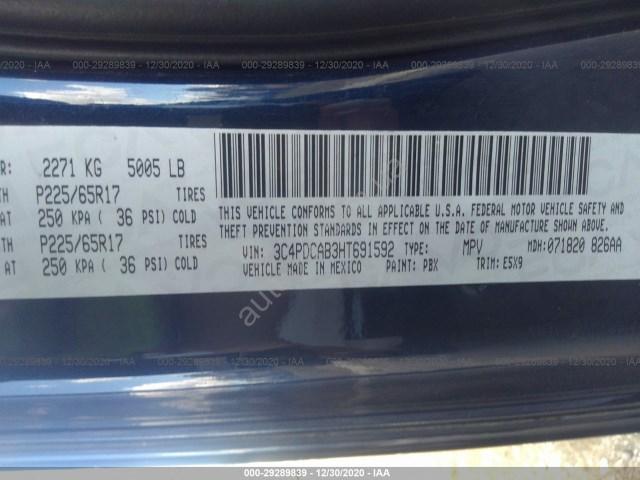 000-29289839 - 12/30/2020 - IAA
R: 2271 KG 5005 LB
TH P225/65R17 TIRES
AT 250 KPA ( 36 PSI) COLD
TH P225/65R17 TIRES
AT 250 KPA ( 36 PSI) COLD
THIS VEHICLE CONFORMS TO ALL APPLICABLE U.S.A. FEDERAL MOTOR VEHICLE SAFETY AND
THEFT PREVENTION STANDARDS IN EFFECT ON THE DATE OF MANUFACTURE SHOWN ABOVE.
VIN: 3C4PDCAB3HT691592 TYPE: MPV MDH: 071820 826AA
VEHICLE MADE IN MEXICO PAINT: PBX TRIM: E5X9
000-29289839 - 12/30/2020 - IAA